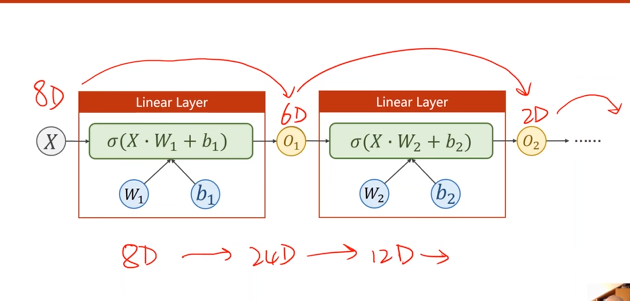 8D
Linear Layer
6D
Linear Layer
2D
X
σ(X · W₁ + b₁)
O₁
σ(X · W₂ + b₂)
O₂
......
W₁
b₁
W₂
b₂
8D → 24D → 12D →